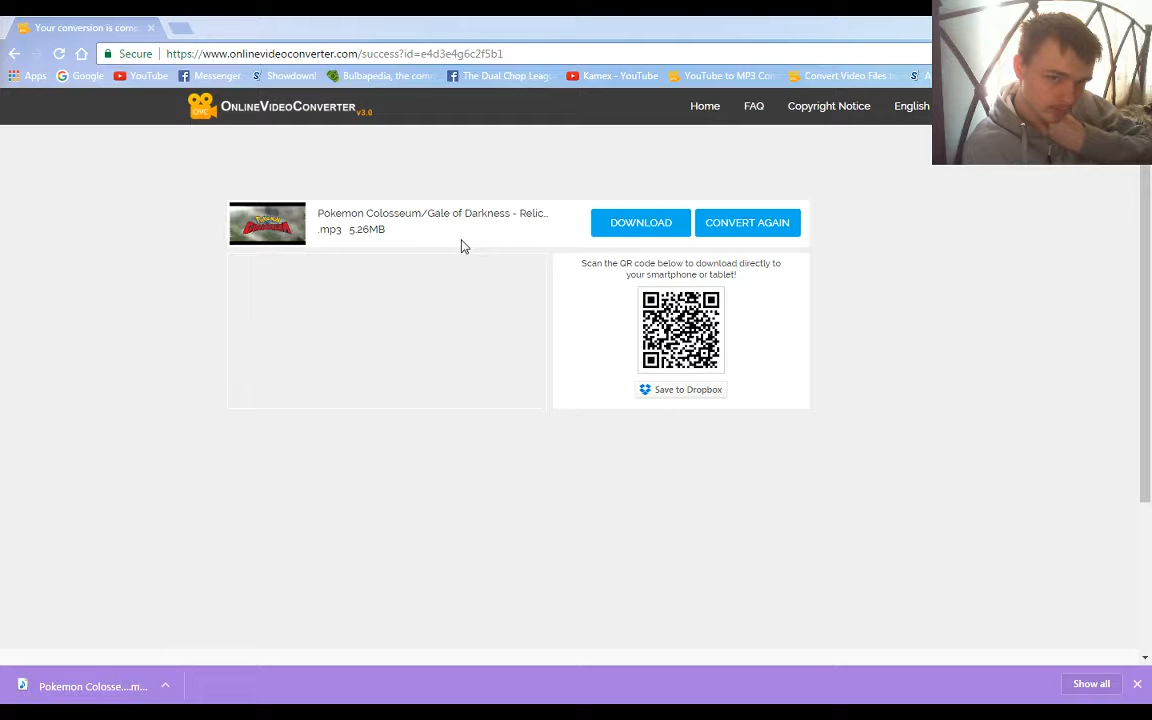 Your conversion is comp
Secure
https://www.onlinevideoconverter.com/success?id=e4d3e4g6c2f5b1
Apps Google YouTube Messenger Showdown! Bulbapedia, the comm The Dual Chop Leag Kamex - YouTube YouTube to MP3 Con Convert Video Files
OVC ONLINEVIDEOCONVERTER v3.0 Home FAQ Copyright Notice English
Pokemon Colosseum/Gale of Darkness - Relic...
.mp3 5.26MB
DOWNLOAD CONVERT AGAIN
Scan the QR code below to download directly to
your smartphone or tablet!
Save to Dropbox
Pokemon Colosse....m... Show all